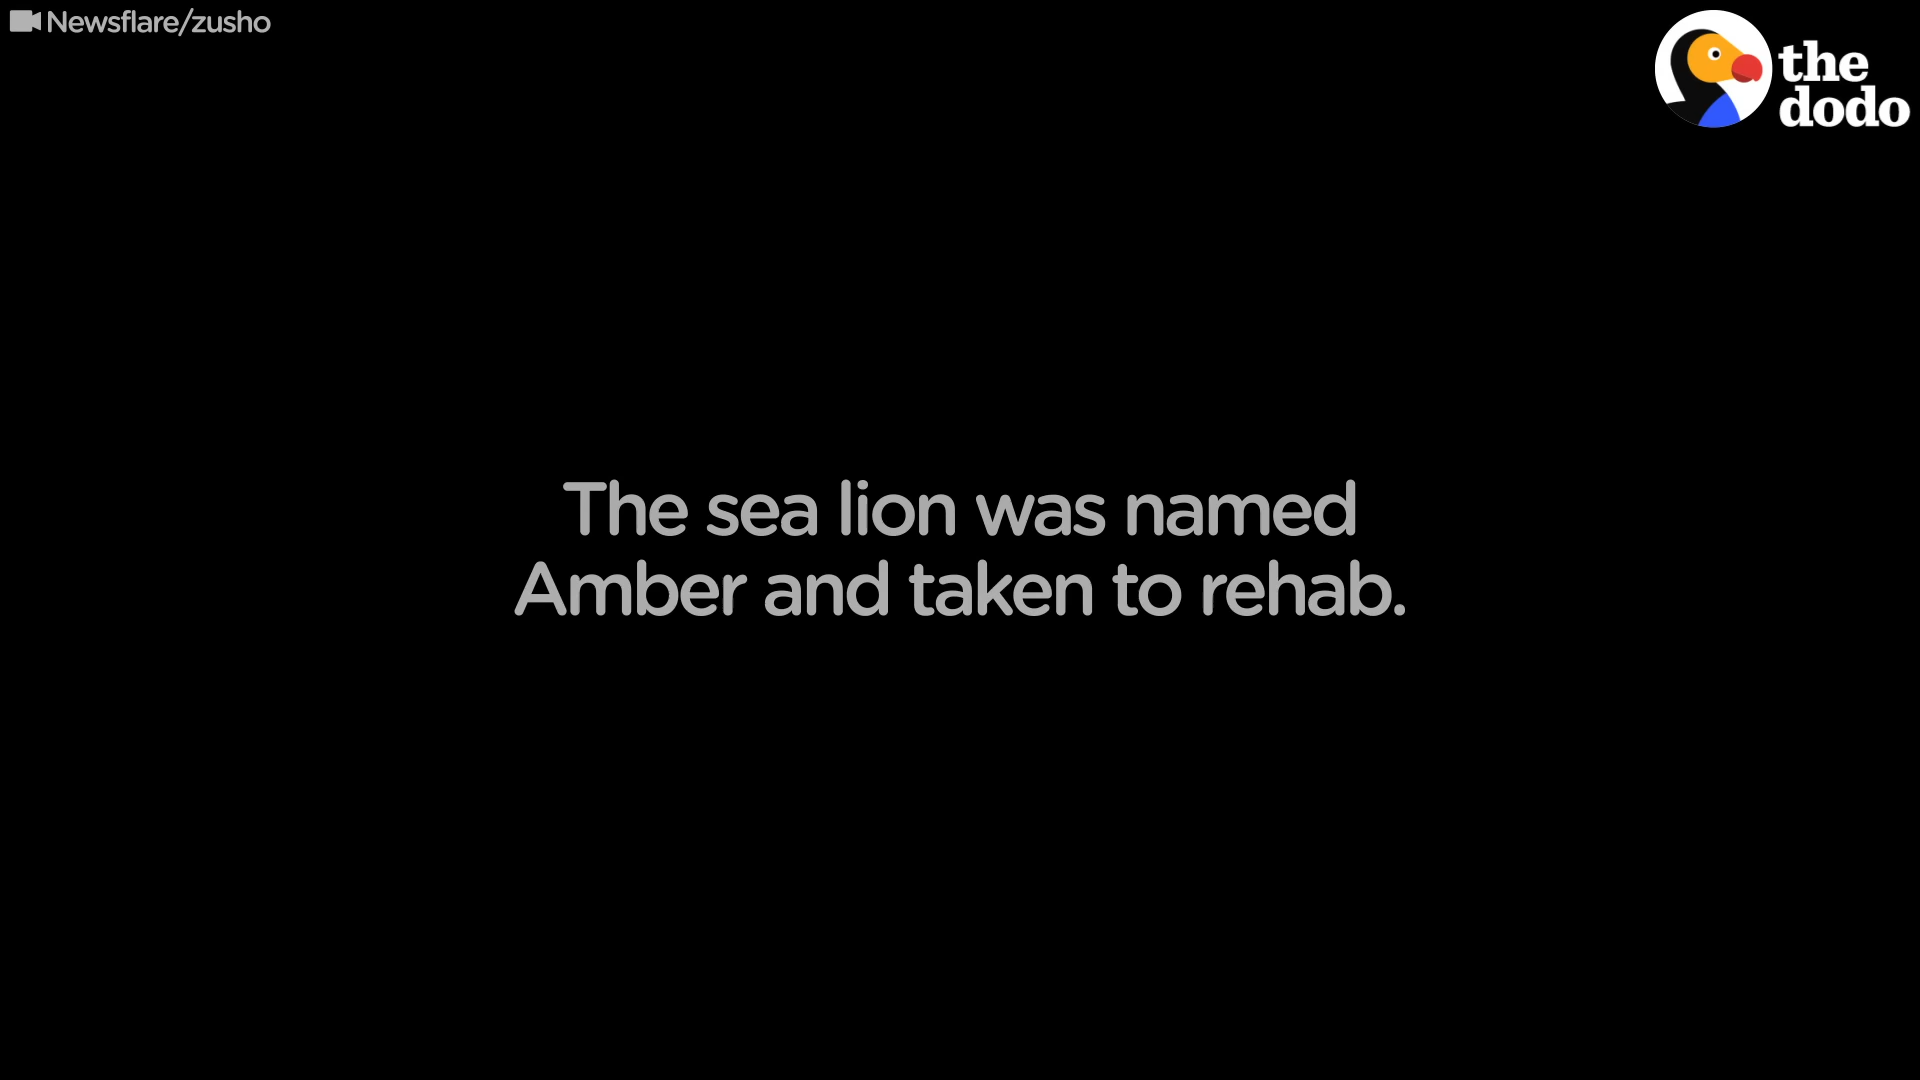 Newsflare/zusho
the
dodo
The sea lion was named
Amber and taken to rehab.